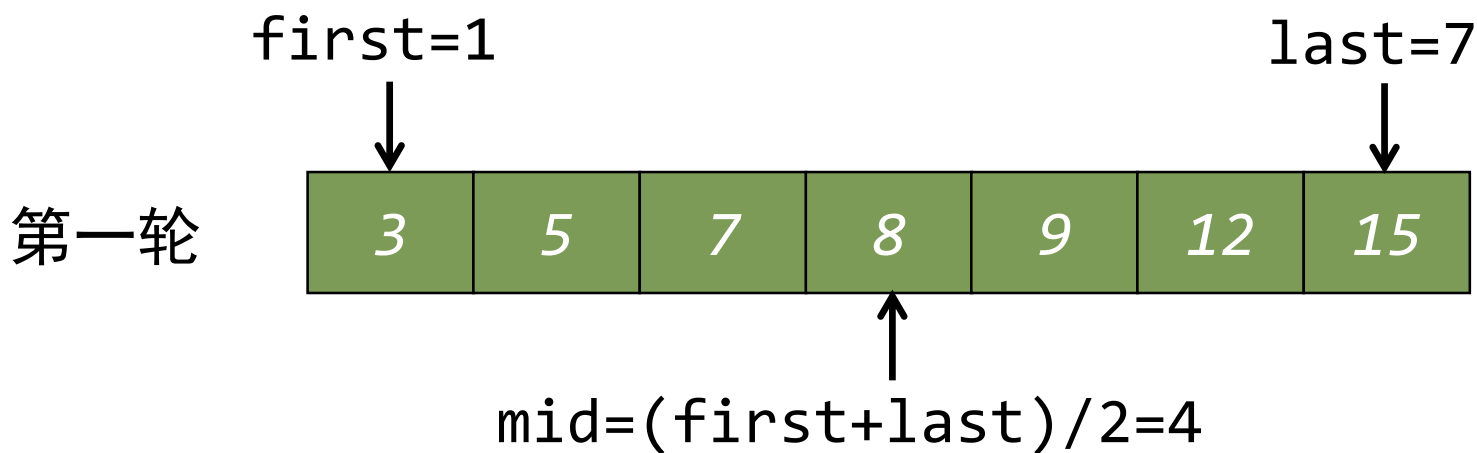 first=1 last=7
第一轮 3 5 7 8 9 12 15
mid=(first+last)/2=4